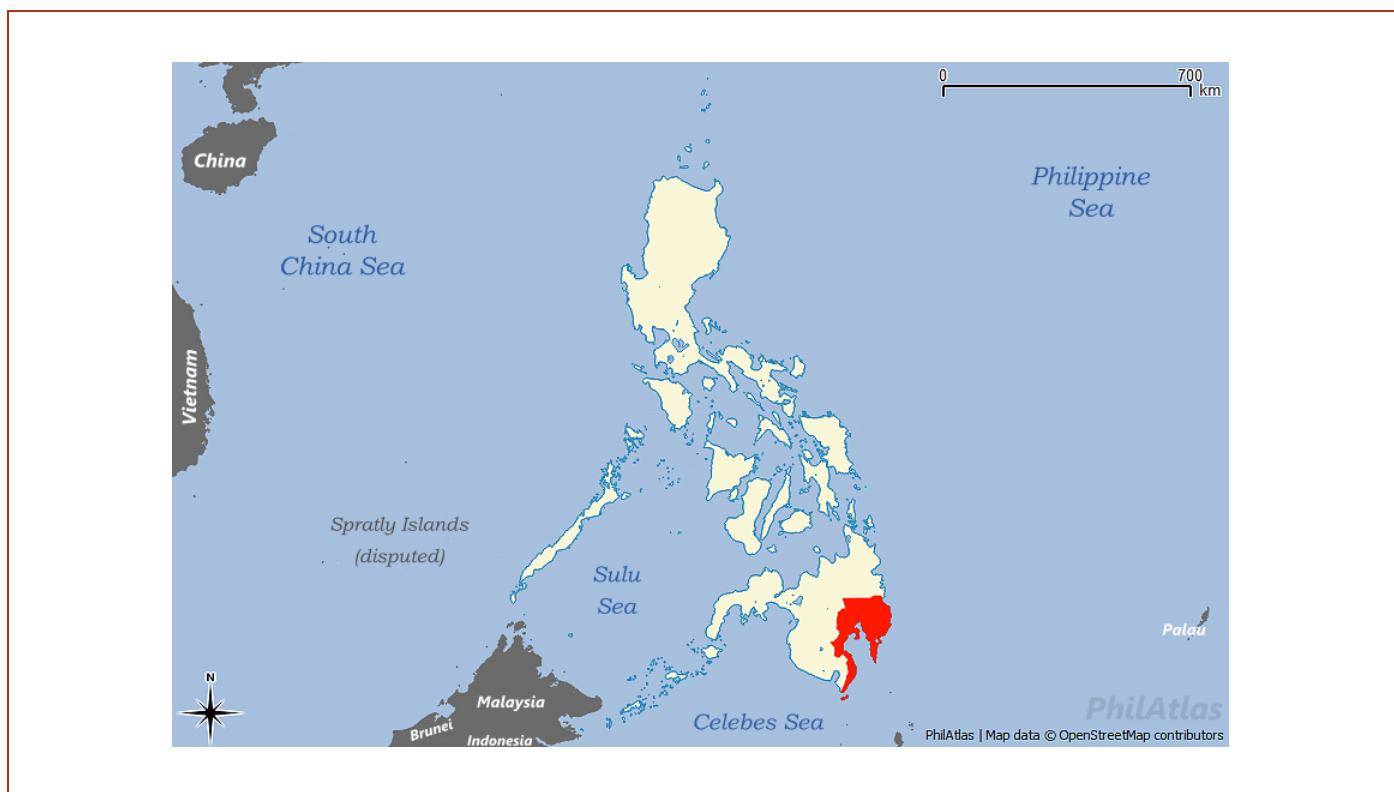 0 700
km
China
Philippine
Sea
South
China Sea
Vietnam
Spratly Islands
(disputed)
Sulu
Sea
Palau
N
Malaysia
PhilAtlas
Celebes Sea
Brunei
Indonesia
PhilAtlas | Map data © OpenStreetMap contributors